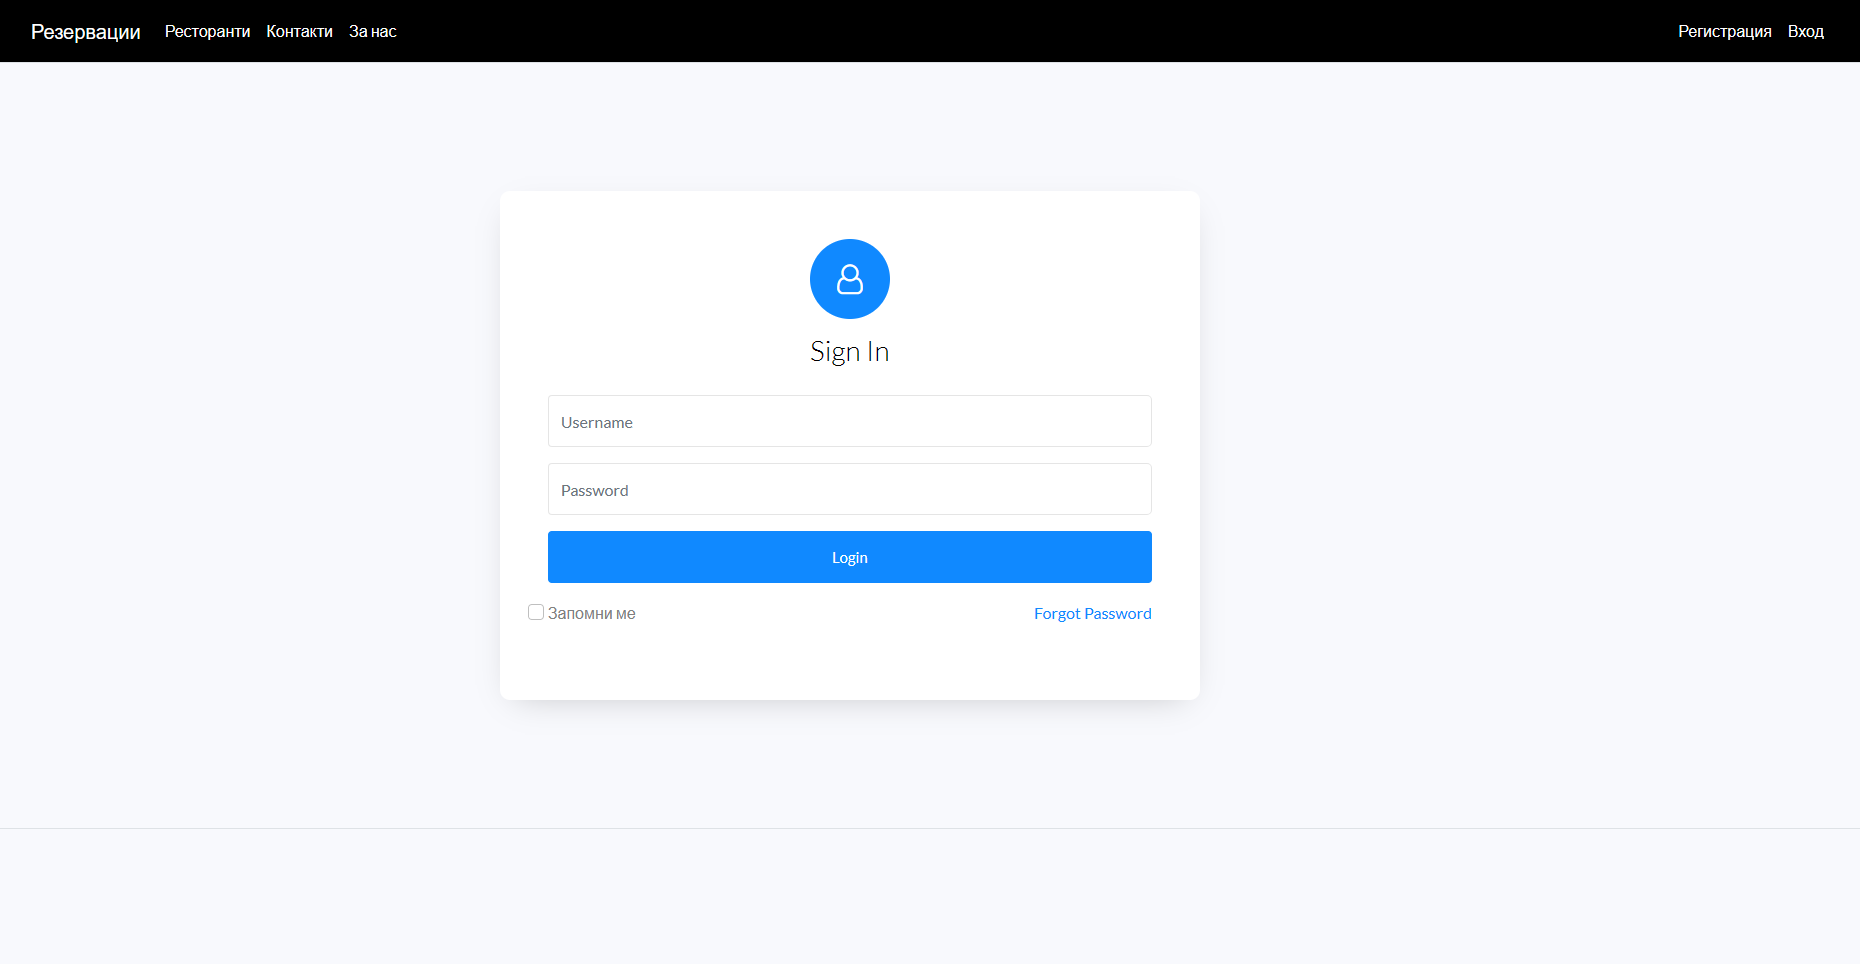 Резервации Ресторанти Контакти За нас Регистрация Вход
Sign In
Username
Password
Login
Запомни ме Forgot Password